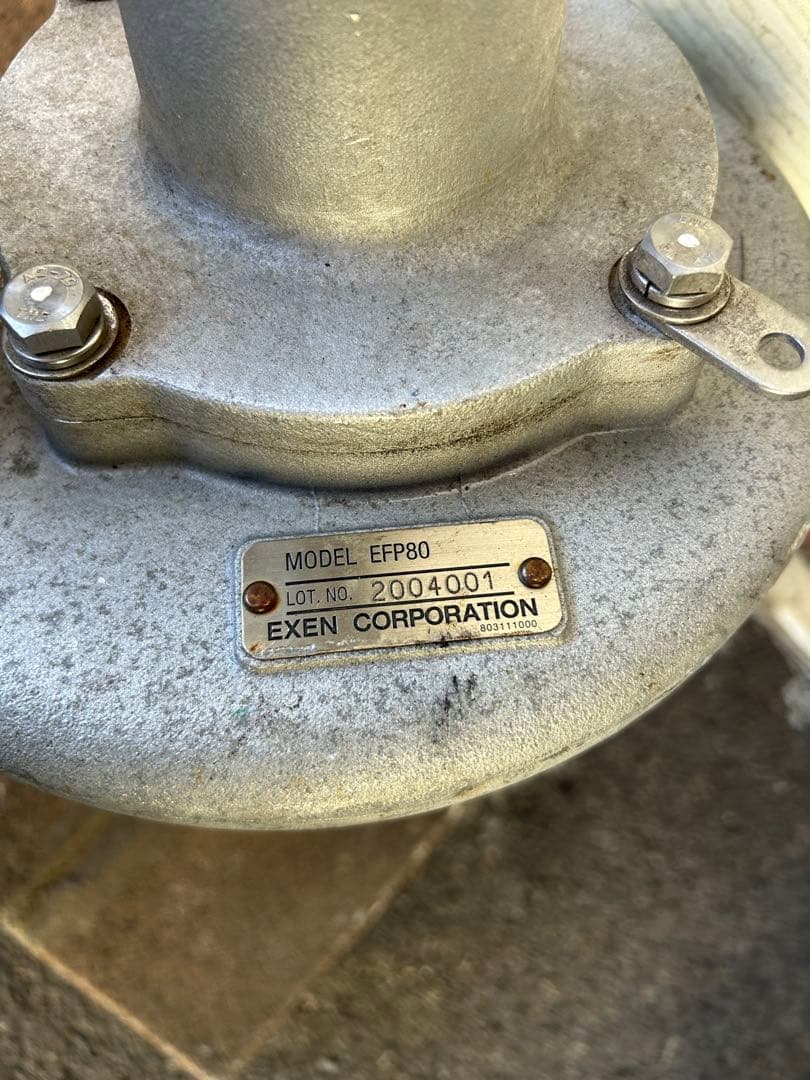 MODEL EFP80
LOT. NO. 2004001
EXEN CORPORATION
803111000